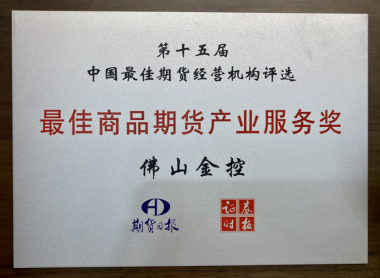 第十五届
中国最佳期货经营机构评选
最佳商品期货产业服务奖
佛山金控
期货日报
证券时报